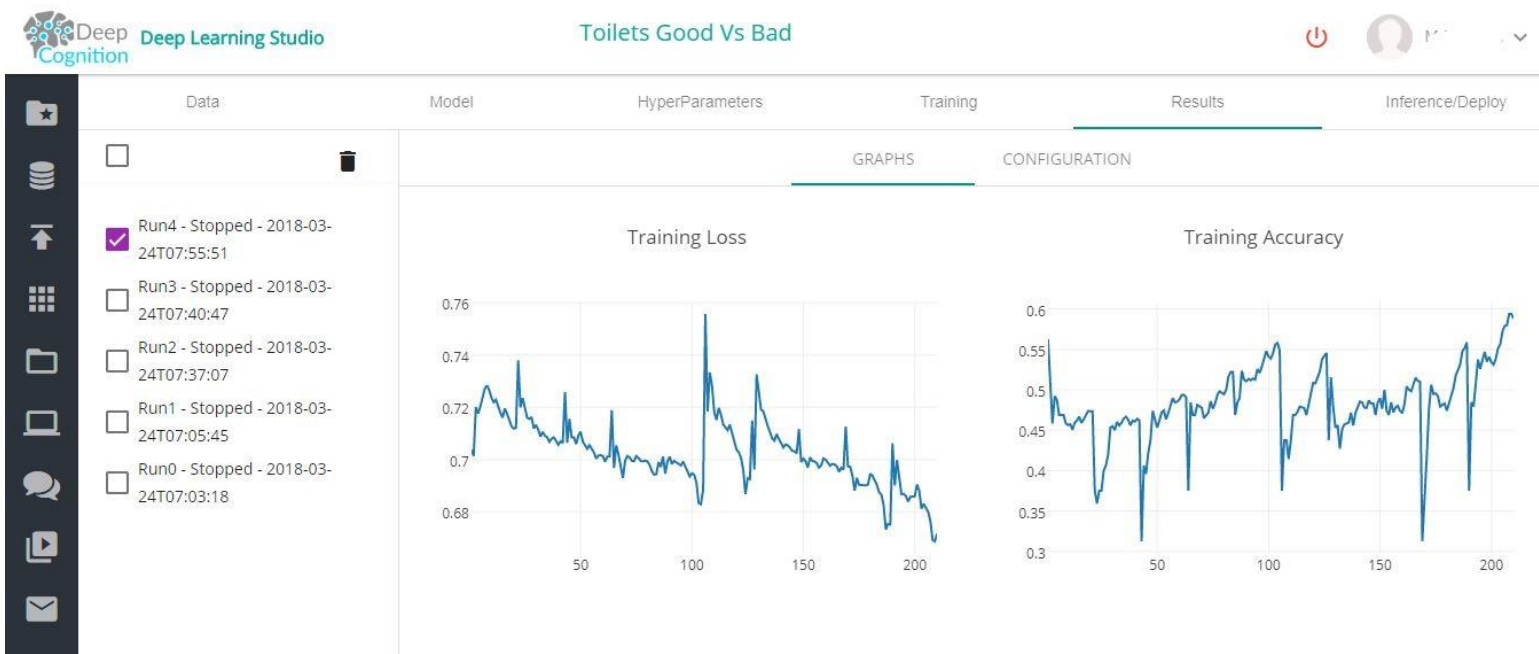 Deep
Cognition
Deep Learning Studio
Toilets Good Vs Bad
Data
Model
HyperParameters
Training
Results
Inference/Deploy
GRAPHS
CONFIGURATION
Run4 - Stopped - 2018-03-
24T07:55:51
Run3 - Stopped - 2018-03-
24T07:40:47
Run2 - Stopped - 2018-03-
24T07:37:07
Run1 - Stopped - 2018-03-
24T07:05:45
Run0 - Stopped - 2018-03-
24T07:03:18
Training Loss
0.76
0.74
0.72
0.7
0.68
50 100 150 200
Training Accuracy
0.6
0.55
0.5
0.45
0.4
0.35
0.3
50 100 150 200